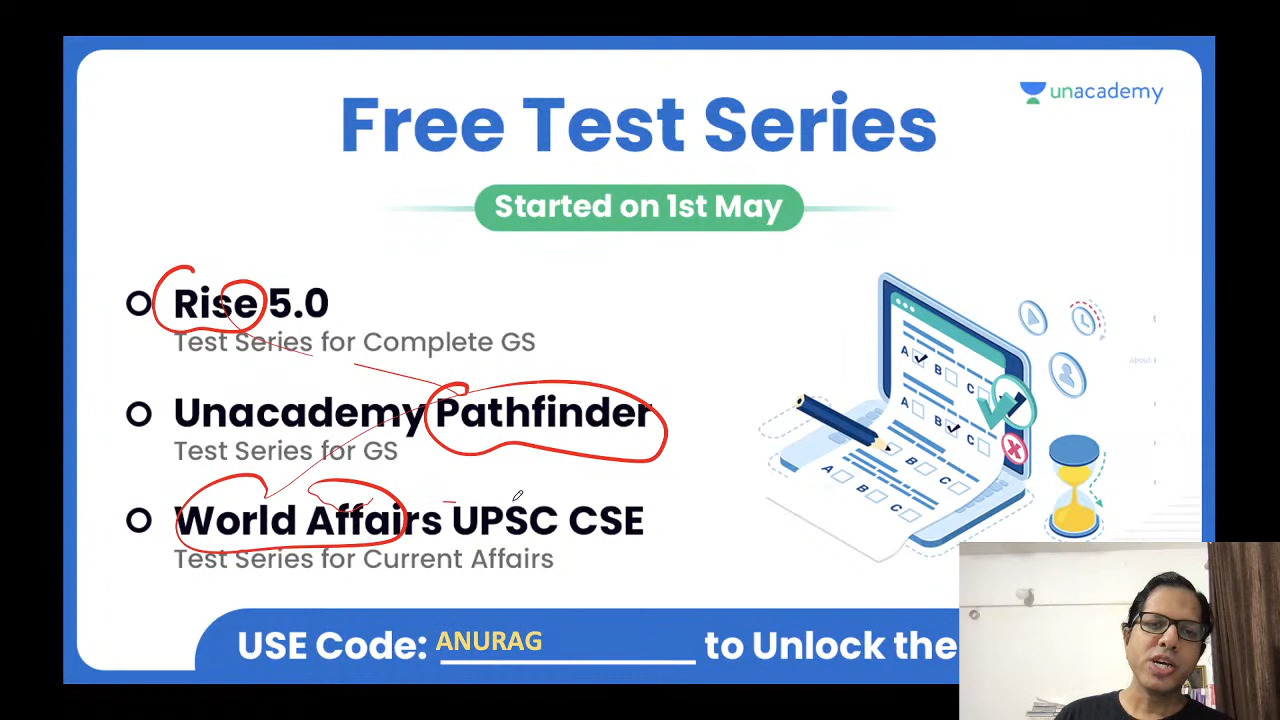 unacademy
Free Test Series
Started on 1st May
Rise 5.0
Test Series for Complete GS
Unacademy Pathfinder
Test Series for GS
World Affairs UPSC CSE
Test Series for Current Affairs
A B C
A B C
A B C
A B C
USE Code: ANURAG to Unlock the